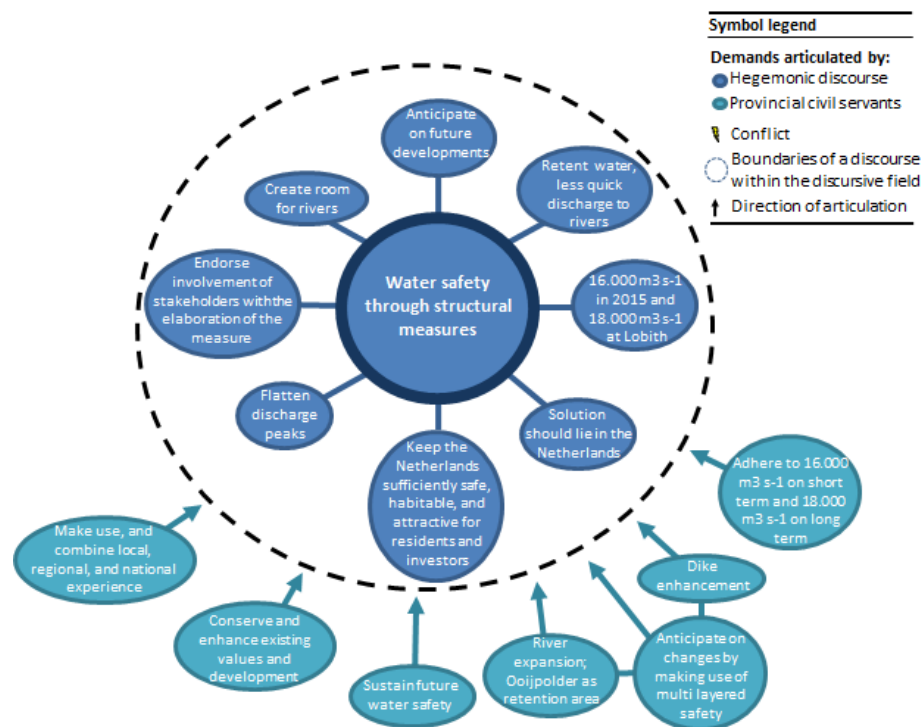 Symbol legend
Demands articulated by:
Hegemonic discourse
Provincial civil servants
Conflict
Boundaries of a discourse
within the discursive field
Direction of articulation
Anticipate
on future
developments
Retent water,
less quick
discharge to
rivers
Create room
for rivers
Endorse
involvement of
stakeholders withthe
elaboration of the
measure
Water safety
through structural
measures
16.000 m3 s-1
in 2015 and
18.000 m3 s-1
at Lobith
Flatten
discharge
peaks
Solution
should lie in the
Netherlands
Keep the
Netherlands
sufficiently safe,
habitable, and
attractive for
residents and
investors
Adhere to 16.000
m3 s-1 on short
term and 18.000
m3 s-1 on long
term
Make use, and
combine local,
regional, and national
experience
Dike
enhancement
Conserve and
enhance existing
values and
development
Sustain future
water safety
River
expansion;
Ooijpolder as
retention area
Anticipate on
changes by
making use of
multi layered
safety